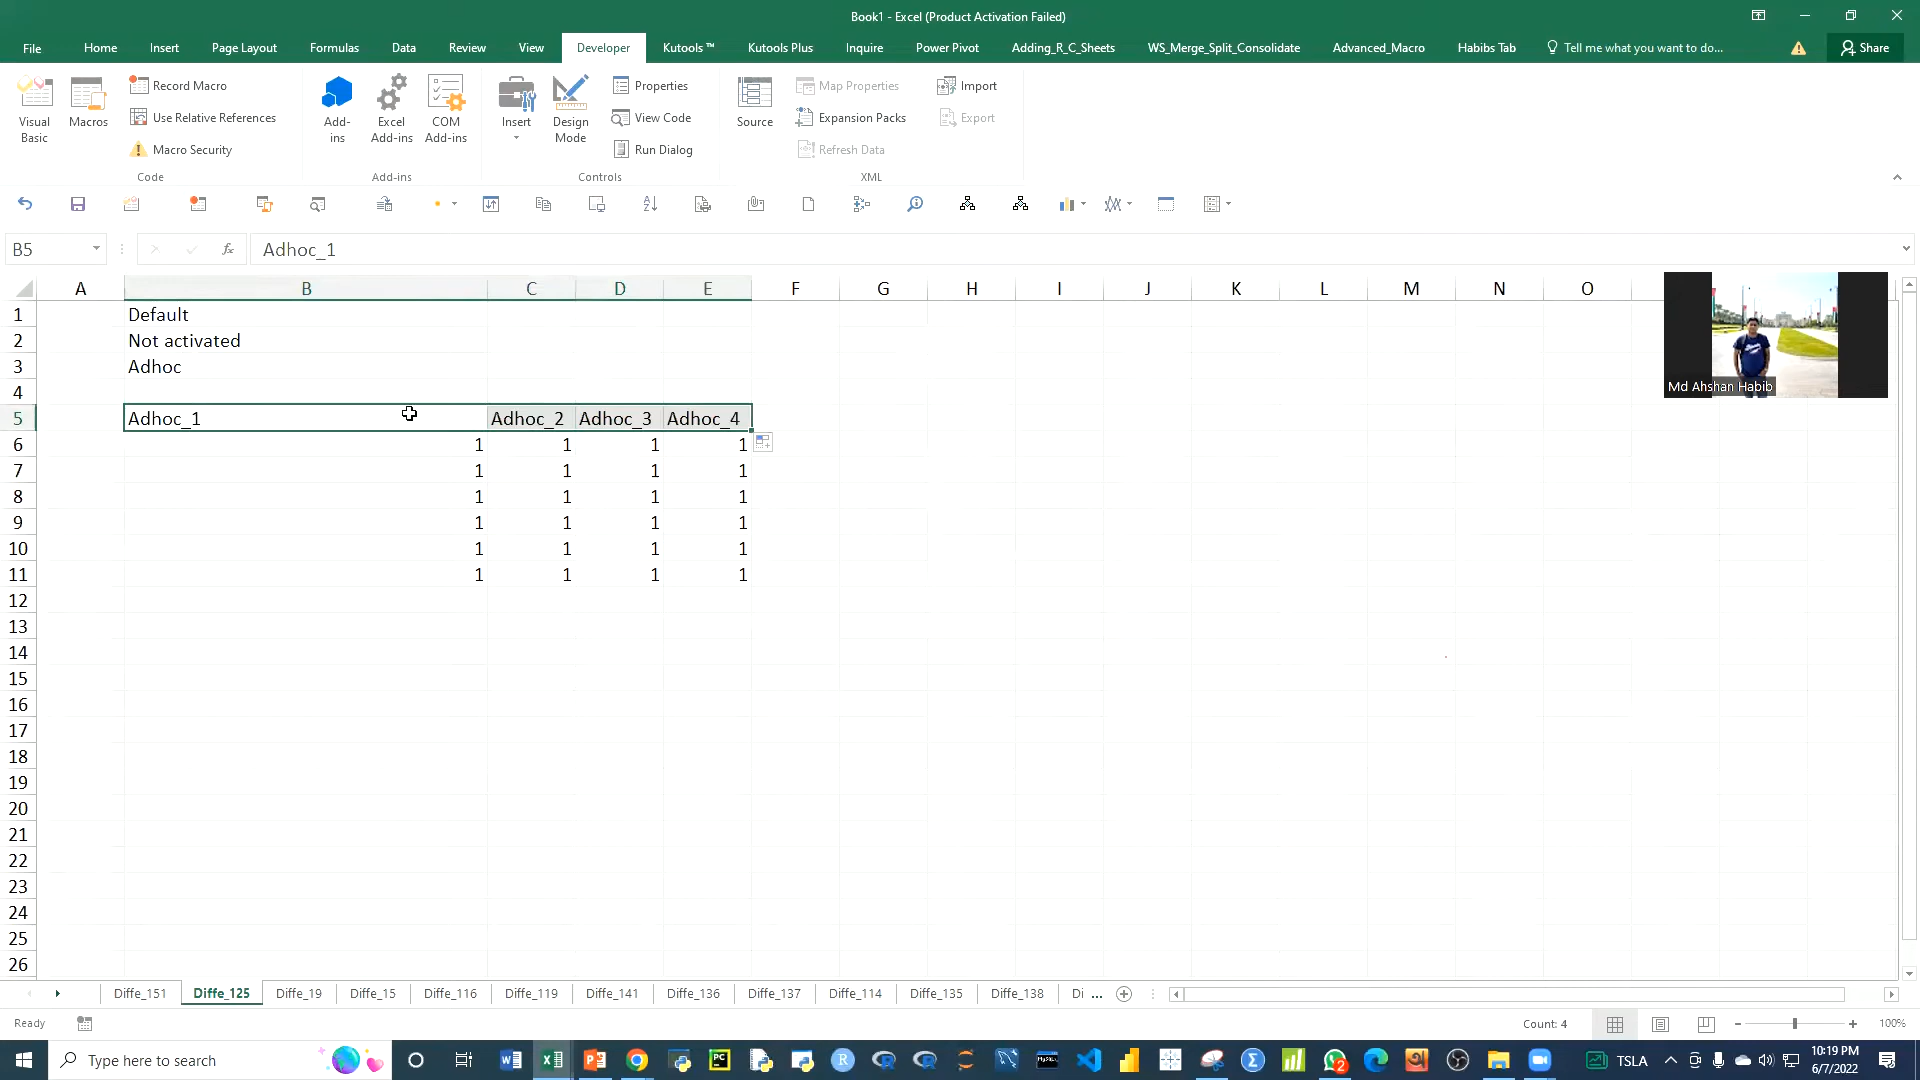 Book1 - Excel (Product Activation Failed)
File Home Insert Page Layout Formulas Data Review View Developer Kutools ™ Kutools Plus Inquire Power Pivot Adding_R_C_Sheets WS_Merge_Split_Consolidate Advanced_Macro Habibs Tab Tell me what you want to do... Share
Visual Basic
Macros
Record Macro
Use Relative References
Macro Security
Code
Add-ins
Excel Add-ins
COM Add-ins
Add-ins
Insert
Design Mode
Properties
View Code
Run Dialog
Controls
Source
Map Properties
Expansion Packs
Refresh Data
Import
Export
XML
B5 fx Adhoc_1
A B C D E F G H I J K L M N O
1 Default
2 Not activated
3 Adhoc
4
5 Adhoc_1 Adhoc_2 Adhoc_3 Adhoc_4
6 1 1 1 1
7 1 1 1 1
8 1 1 1 1
9 1 1 1 1
10 1 1 1 1
11 1 1 1 1
12
13
14
15
16
17
18
19
20
21
22
23
24
25
26
Md Ahshan Habib
Diffe_151 Diffe_125 Diffe_19 Diffe_15 Diffe_116 Diffe_119 Diffe_141 Diffe_136 Diffe_137 Diffe_114 Diffe_135 Diffe_138 Di ...
Ready Count: 4 100%
Type here to search TSLA 10:19 PM
6/7/2022